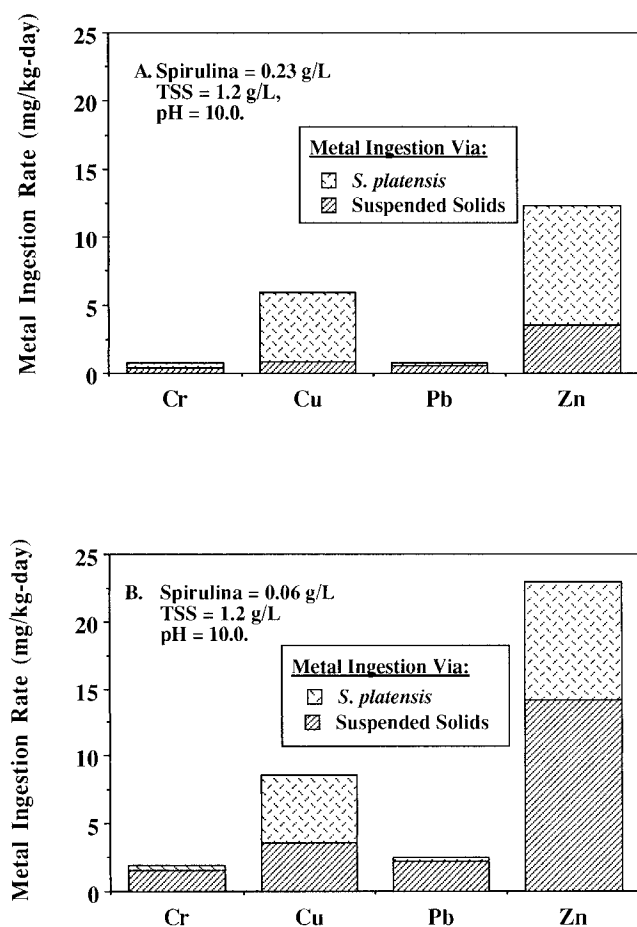 25
20
15
10
5
0
Metal Ingestion Rate (mg/kg-day)
A. Spirulina = 0.23 g/L
TSS = 1.2 g/L,
pH = 10.0.
Metal Ingestion Via:
S. platensis
Suspended Solids
Cr Cu Pb Zn
25
20
15
10
5
0
Metal Ingestion Rate (mg/kg-day)
B. Spirulina = 0.06 g/L
TSS = 1.2 g/L
pH = 10.0.
Metal Ingestion Via:
S. platensis
Suspended Solids
Cr Cu Pb Zn